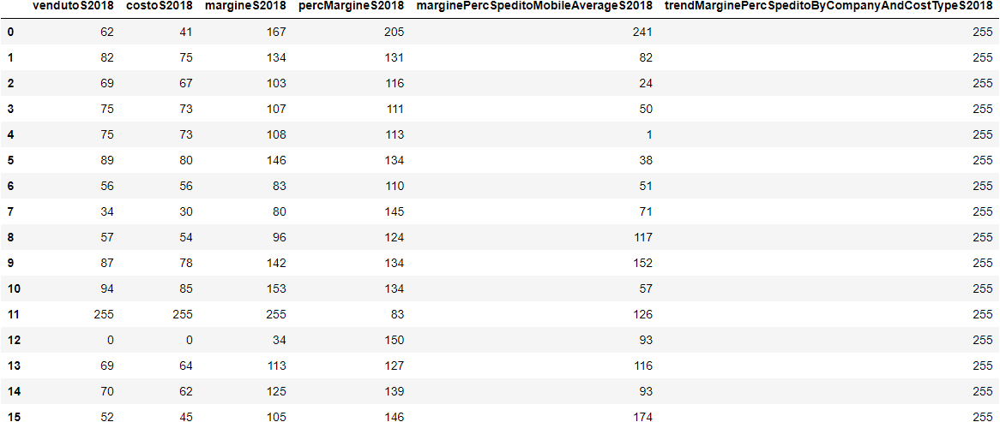 vendutoS2018 costoS2018 margineS2018 percMargineS2018 marginePercSpeditoMobileAverageS2018 trendMarginePercSpeditoByCompanyAndCostTypeS2018
0 62 41 167 205 241 255
1 82 75 134 131 82 255
2 69 67 103 116 24 255
3 75 73 107 111 50 255
4 75 73 108 113 1 255
5 89 80 146 134 38 255
6 56 56 83 110 51 255
7 34 30 80 145 71 255
8 57 54 96 124 117 255
9 87 78 142 134 152 255
10 94 85 153 134 57 255
11 255 255 255 83 126 255
12 0 0 34 150 93 255
13 69 64 113 127 116 255
14 70 62 125 139 93 255
15 52 45 105 146 174 255